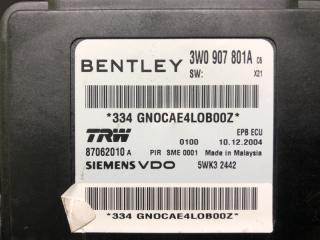 BENTLEY 3W0 907 801A C6
SW: X21
*334 GNOCAE4LOB00Z*
TRW EPB ECU
0100 10.12.2004
87062010 A PIR SME 0001 Made in Malaysia
SIEMENS VDO 5WK3 2442
*334 GNOCAE4LOB00Z*